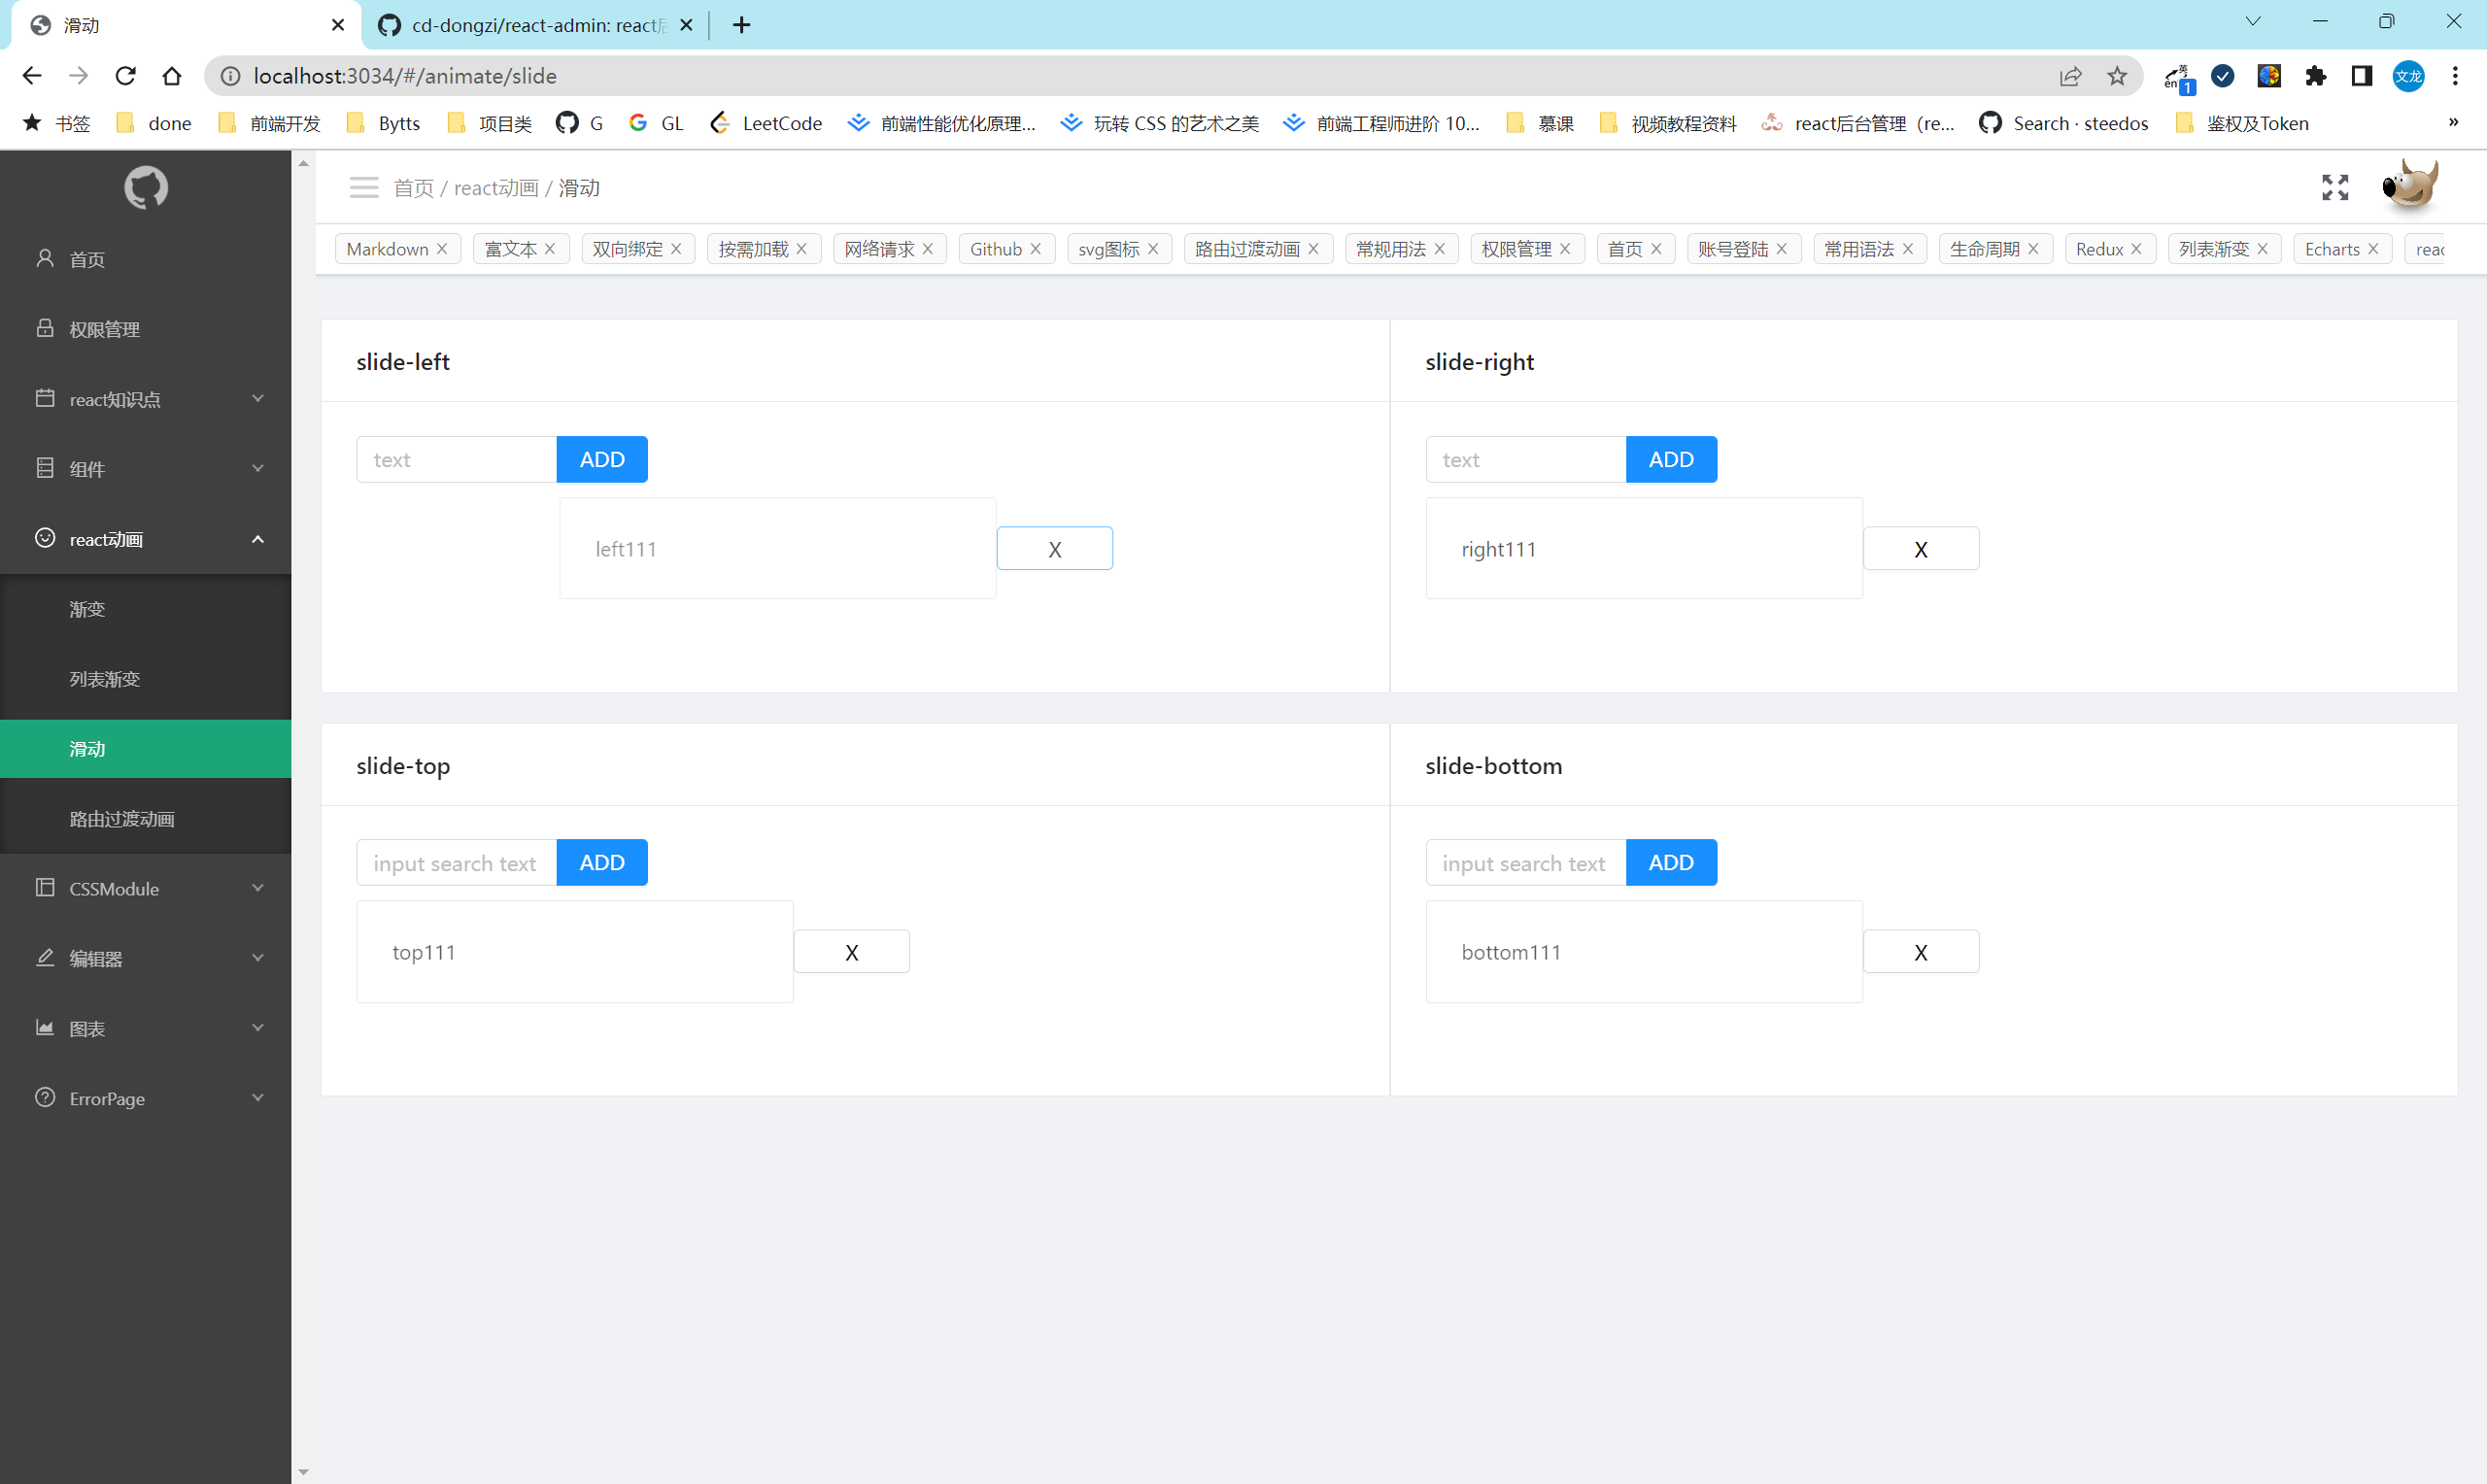 滑动
cd-dongzi/react-admin: react后
localhost:3034/#/animate/slide
英 en 1
文龙
书签 done 前端开发 Bytts 项目类 G GL LeetCode 前端性能优化原理... 玩转 CSS 的艺术之美 前端工程师进阶 10... 慕课 视频教程资料 react后台管理（re... Search · steedos 鉴权及Token »
首页 / react动画 / 滑动
Markdown 富文本 双向绑定 按需加载 网络请求 Github svg图标 路由过渡动画 常规用法 权限管理 首页 账号登陆 常用语法 生命周期 Redux 列表渐变 Echarts reac
首页
权限管理
react知识点
组件
react动画
渐变
列表渐变
滑动
路由过渡动画
CSSModule
编辑器
图表
ErrorPage
slide-left
text ADD
left111 X
slide-right
text ADD
right111 X
slide-top
input search text ADD
top111 X
slide-bottom
input search text ADD
bottom111 X